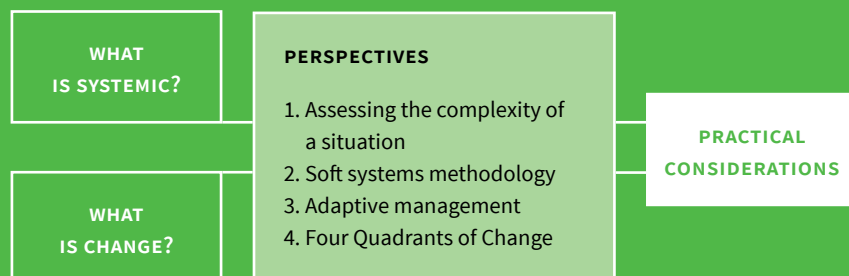 WHAT
IS SYSTEMIC?
WHAT
IS CHANGE?
PERSPECTIVES
1. Assessing the complexity of
a situation
2. Soft systems methodology
3. Adaptive management
4. Four Quadrants of Change
PRACTICAL
CONSIDERATIONS